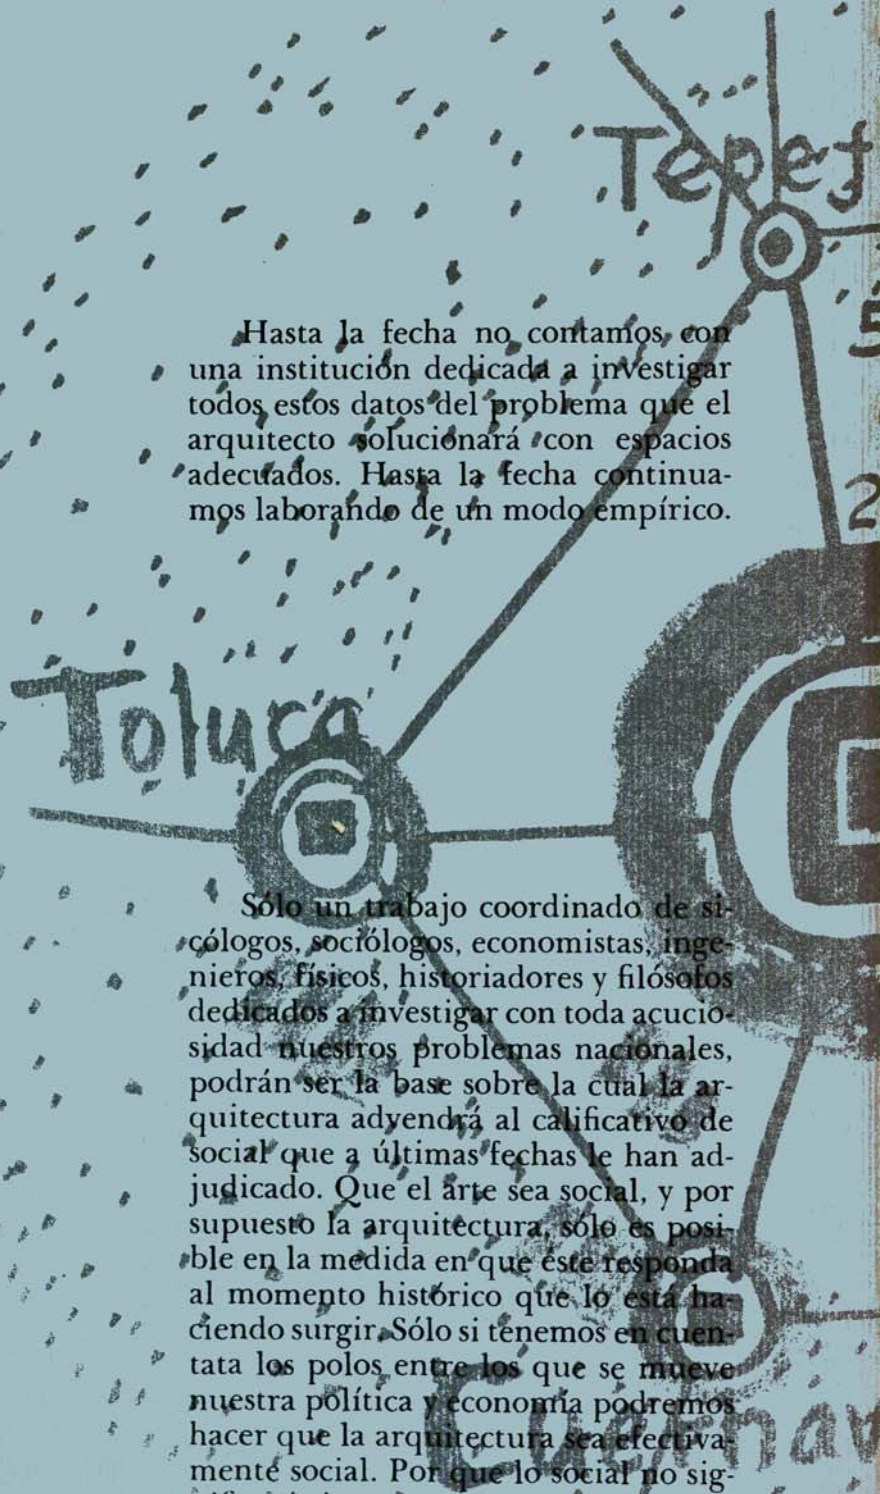 Tepet
5
Hasta la fecha no contamos con
una institución dedicada a investigar
todos estos datos del problema que el
arquitecto solucionará con espacios
adecuados. Hasta la fecha continua-
mos laborando de un modo empírico.
2
Toluca
Sólo un trabajo coordinado de si-
cólogos, sociólogos, economistas, inge-
nieros, físicos, historiadores y filósofos
dedicados a investigar con toda acucio-
sidad nuestros problemas nacionales,
podrán ser la base sobre la cual la ar-
quitectura advendrá al calificativo de
social que a últimas fechas le han ad-
judicado. Que el arte sea social, y por
supuesto la arquitectura, sólo es posi-
ble en la medida en que éste responda
al momento histórico que lo está ha-
ciendo surgir. Sólo si tenemos en cuen-
tata los polos entre los que se mueve
nuestra política y economía podremos
hacer que la arquitectura sea efectiva-
Cuernav
mente social. Por que lo social no sig-